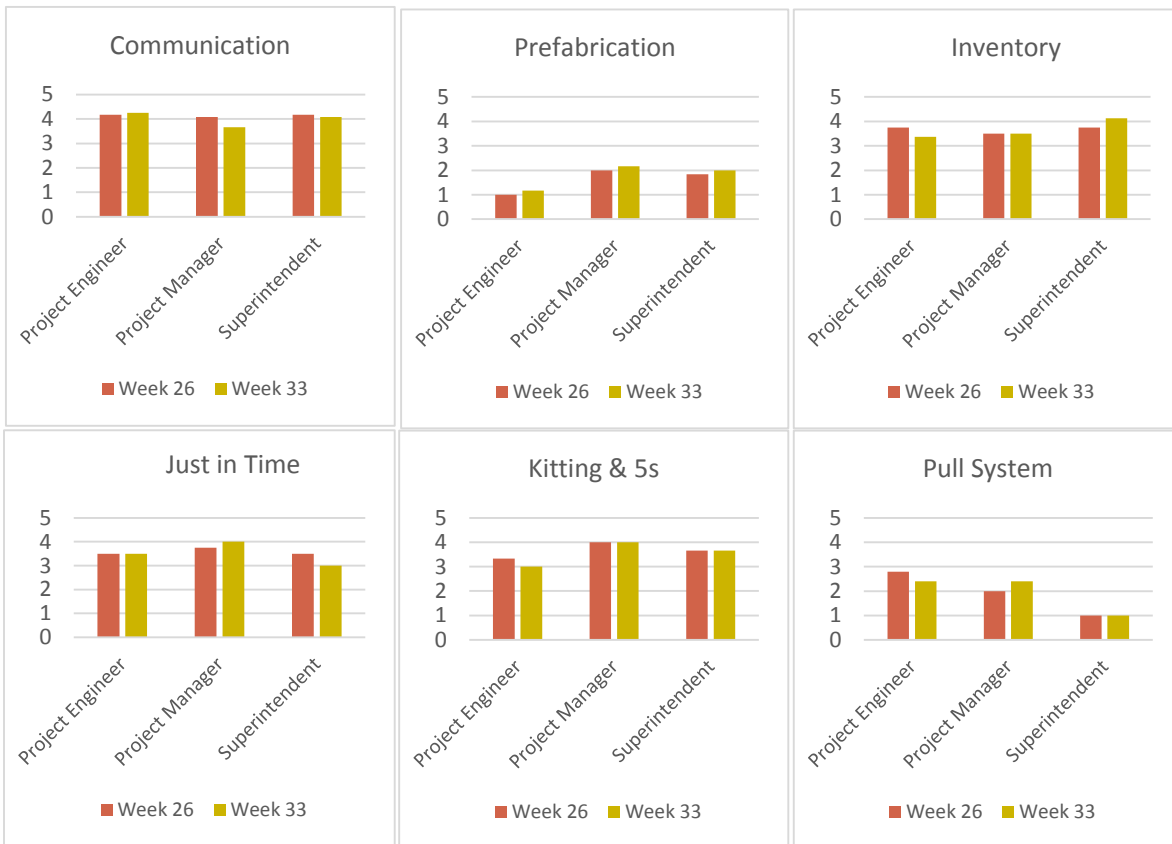 Communication
5
4
3
2
1
0
Project Engineer
Project Manager
Superintendent
Week 26 Week 33
Prefabrication
5
4
3
2
1
0
Project Engineer
Project Manager
Superintendent
Week 26 Week 33
Inventory
5
4
3
2
1
0
Project Engineer
Project Manager
Superintendent
Week 26 Week 33
Just in Time
5
4
3
2
1
0
Project Engineer
Project Manager
Superintendent
Week 26 Week 33
Kitting & 5s
5
4
3
2
1
0
Project Engineer
Project Manager
Superintendent
Week 26 Week 33
Pull System
5
4
3
2
1
0
Project Engineer
Project Manager
Superintendent
Week 26 Week 33